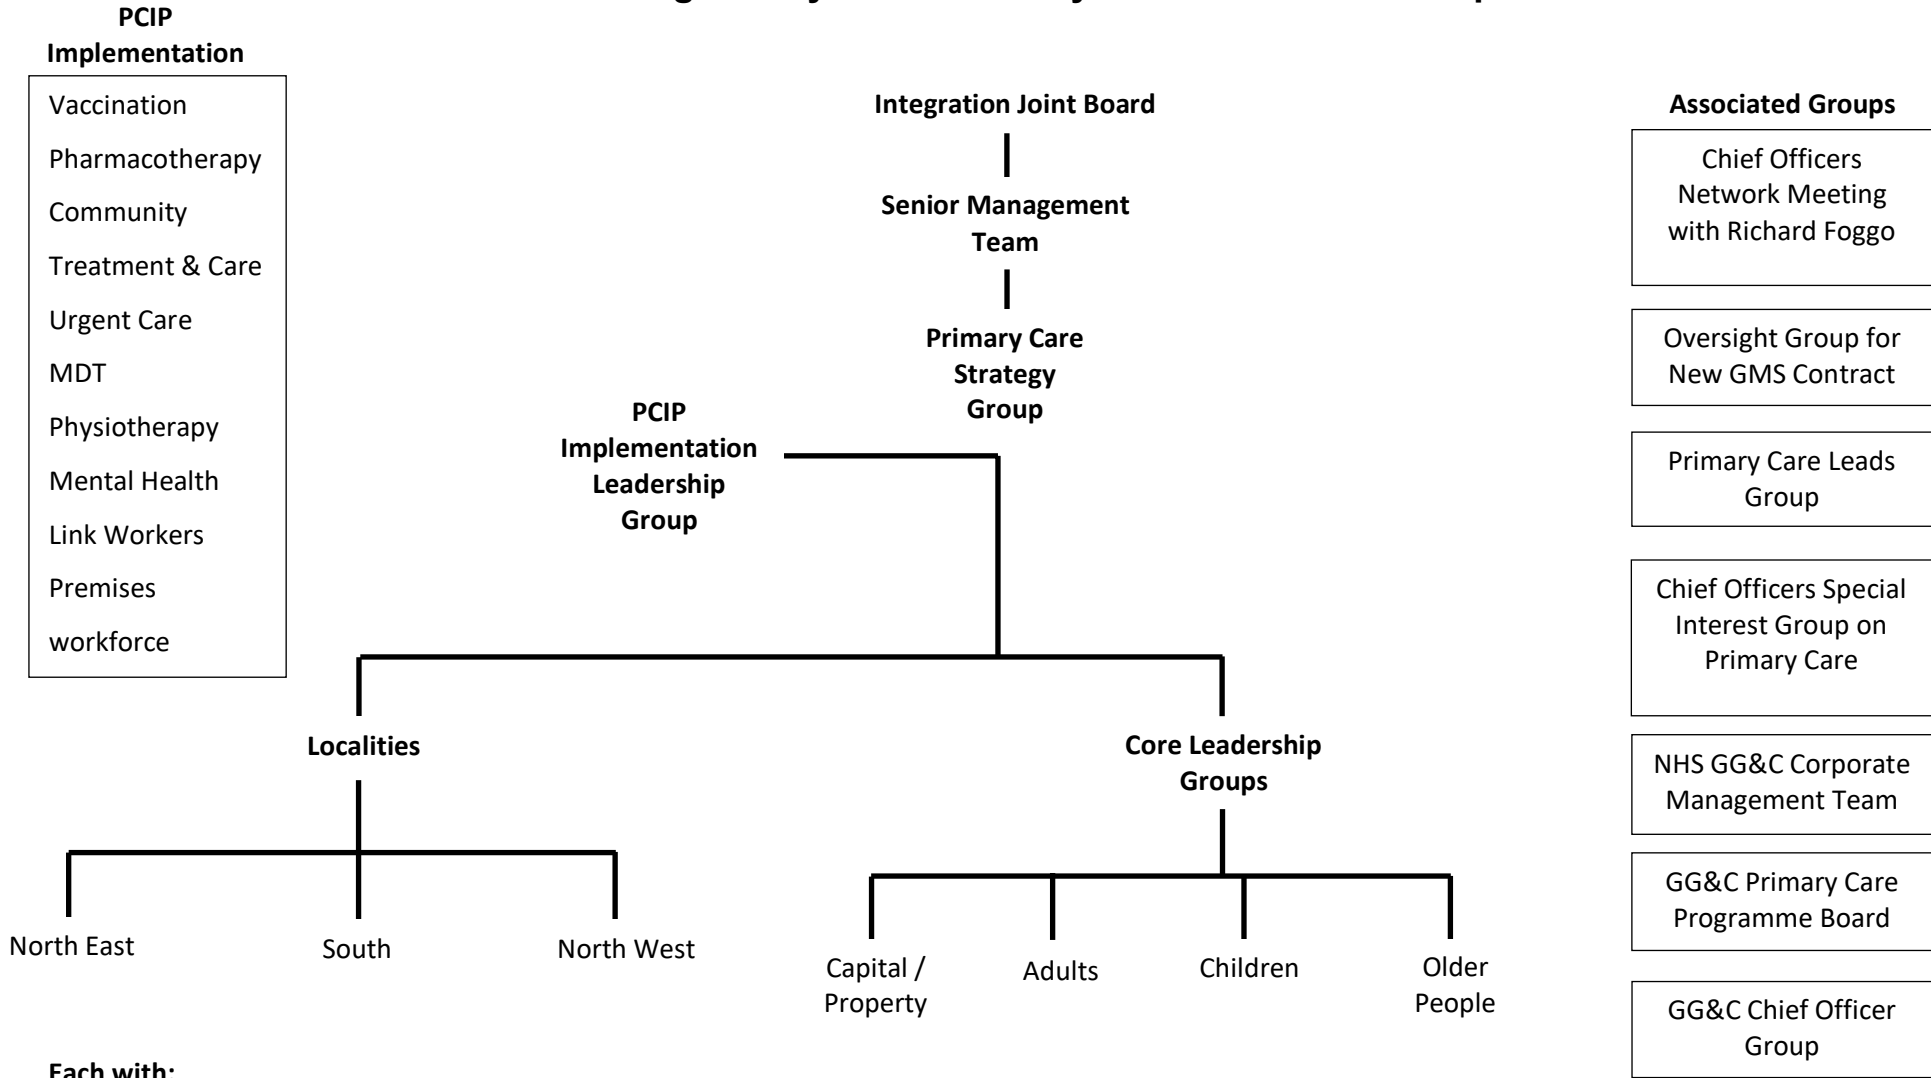 PCIP
Implementation
Vaccination
Pharmacotherapy
Community
Treatment & Care
Urgent Care
MDT
Physiotherapy
Mental Health
Link Workers
Premises
workforce
Integration Joint Board
Senior Management
Team
Primary Care
Strategy
Group
PCIP
Implementation
Leadership
Group
Localities
North East
South
North West
Core Leadership
Groups
Capital /
Property
Adults
Children
Older
People
Associated Groups
Chief Officers
Network Meeting
with Richard Foggo
Oversight Group for
New GMS Contract
Primary Care Leads
Group
Chief Officers Special
Interest Group on
Primary Care
NHS GG&C Corporate
Management Team
GG&C Primary Care
Programme Board
GG&C Chief Officer
Group
Each with: